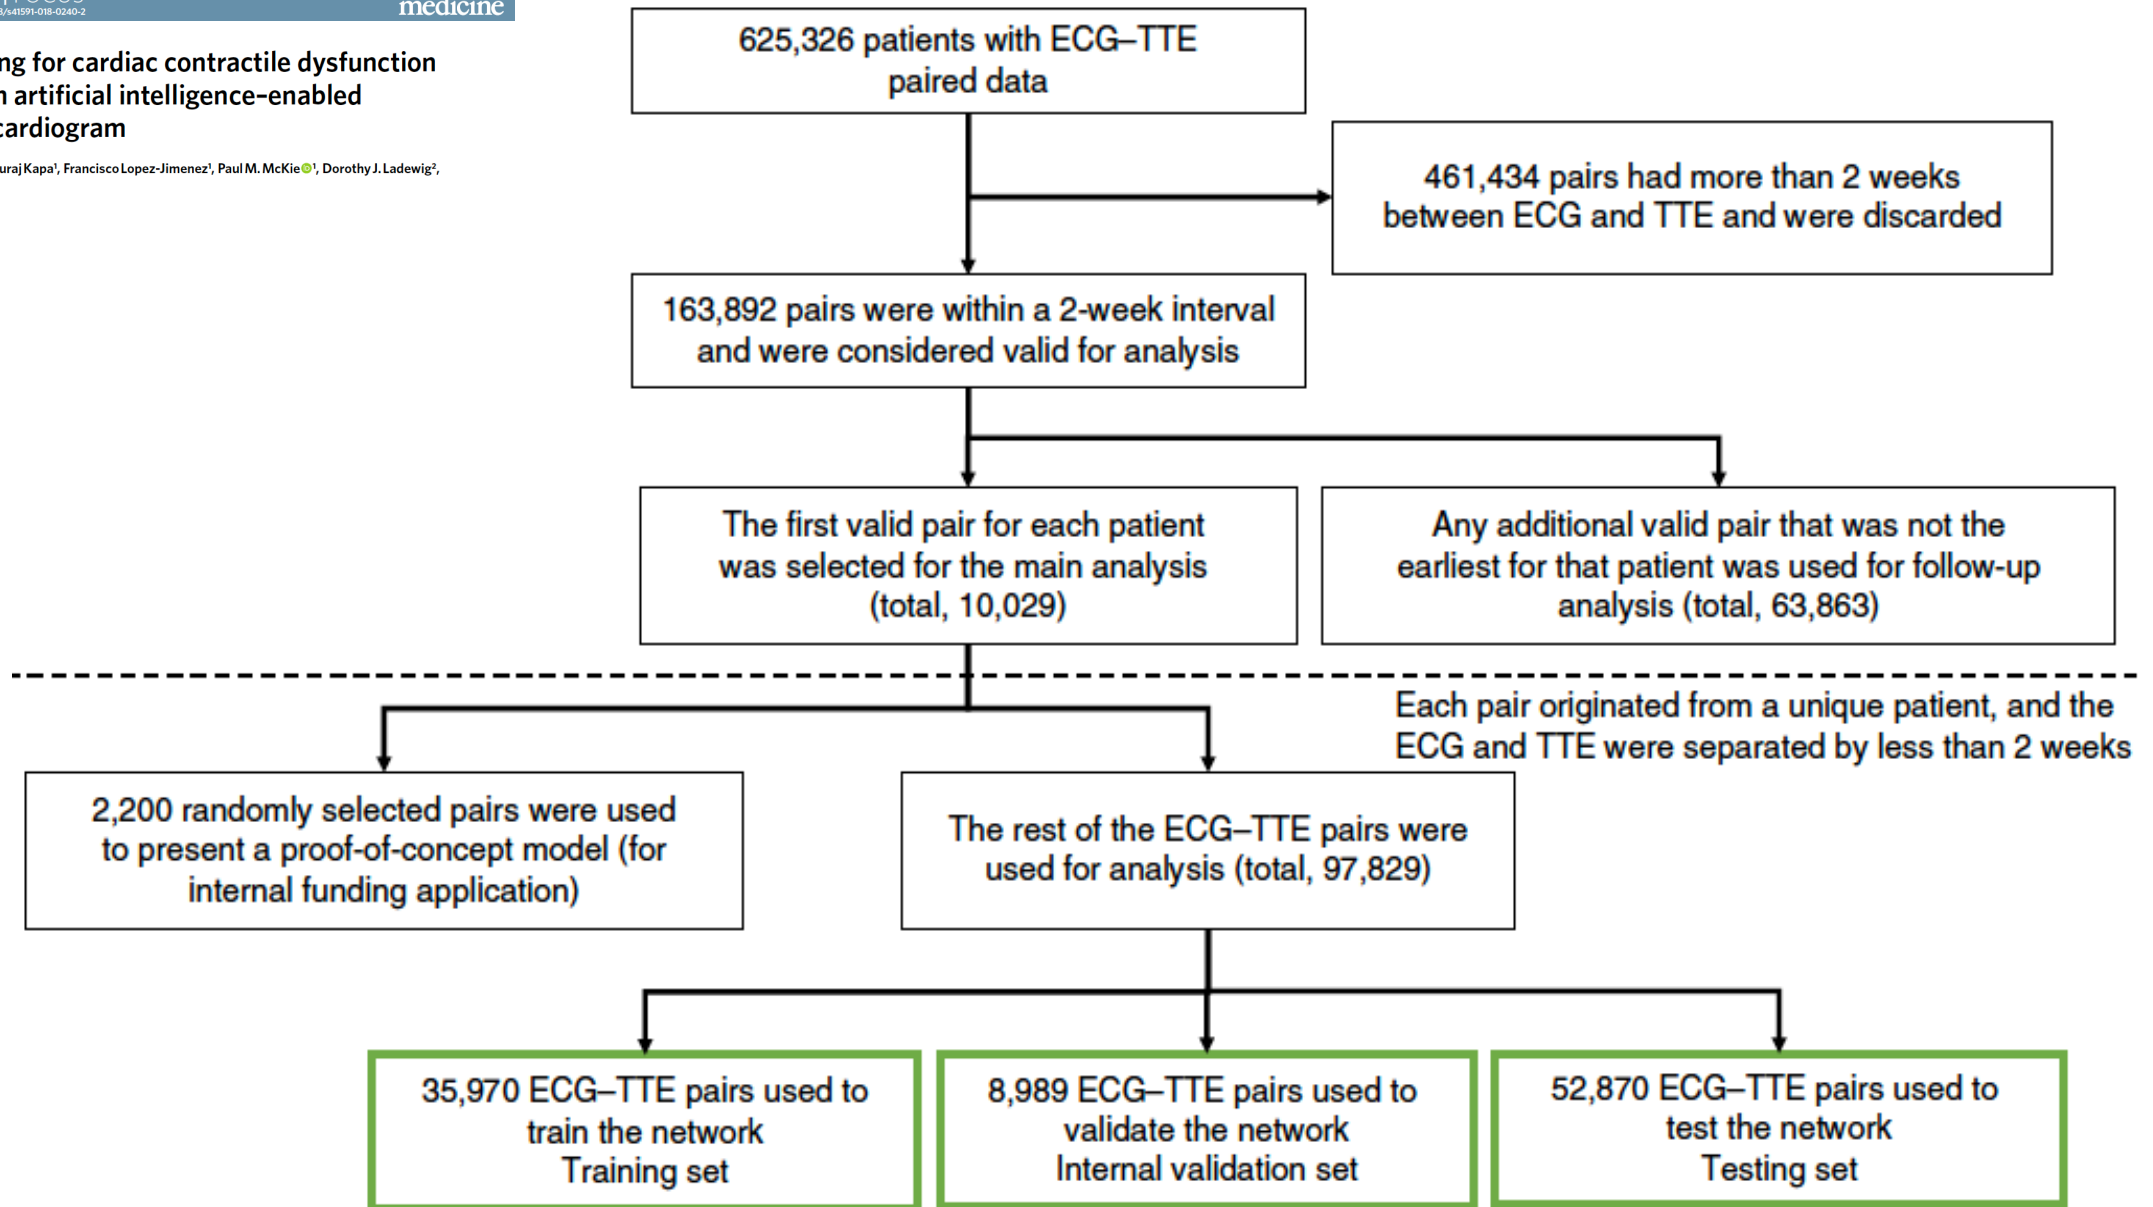 3/s41591-018-0240-2
medicine
ng for cardiac contractile dysfunction
n artificial intelligence-enabled
cardiogram
uraj Kapa¹, Francisco Lopez-Jimenez¹, Paul M. McKie ¹, Dorothy J. Ladewig²,
625,326 patients with ECG–TTE
paired data
461,434 pairs had more than 2 weeks
between ECG and TTE and were discarded
163,892 pairs were within a 2-week interval
and were considered valid for analysis
The first valid pair for each patient
was selected for the main analysis
(total, 10,029)
Any additional valid pair that was not the
earliest for that patient was used for follow-up
analysis (total, 63,863)
Each pair originated from a unique patient, and the
ECG and TTE were separated by less than 2 weeks
2,200 randomly selected pairs were used
to present a proof-of-concept model (for
internal funding application)
The rest of the ECG–TTE pairs were
used for analysis (total, 97,829)
35,970 ECG–TTE pairs used to
train the network
Training set
8,989 ECG–TTE pairs used to
validate the network
Internal validation set
52,870 ECG–TTE pairs used to
test the network
Testing set